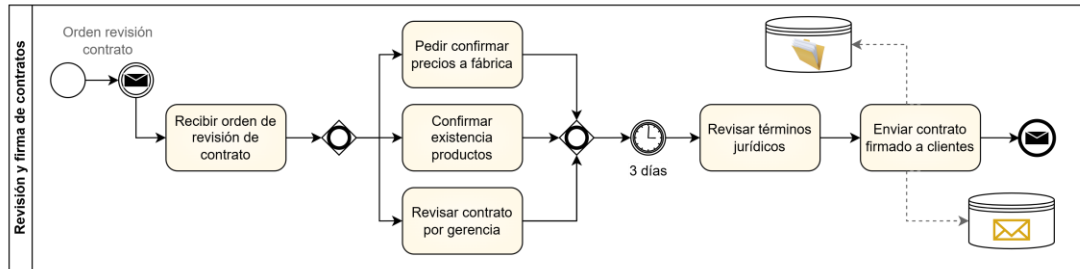 Revisión y firma de contratos
Orden revisión
contrato
Recibir orden de
revisión de
contrato
Pedir confirmar
precios a fábrica
Confirmar
existencia
productos
Revisar contrato
por gerencia
3 días
Revisar términos
jurídicos
Enviar contrato
firmado a clientes